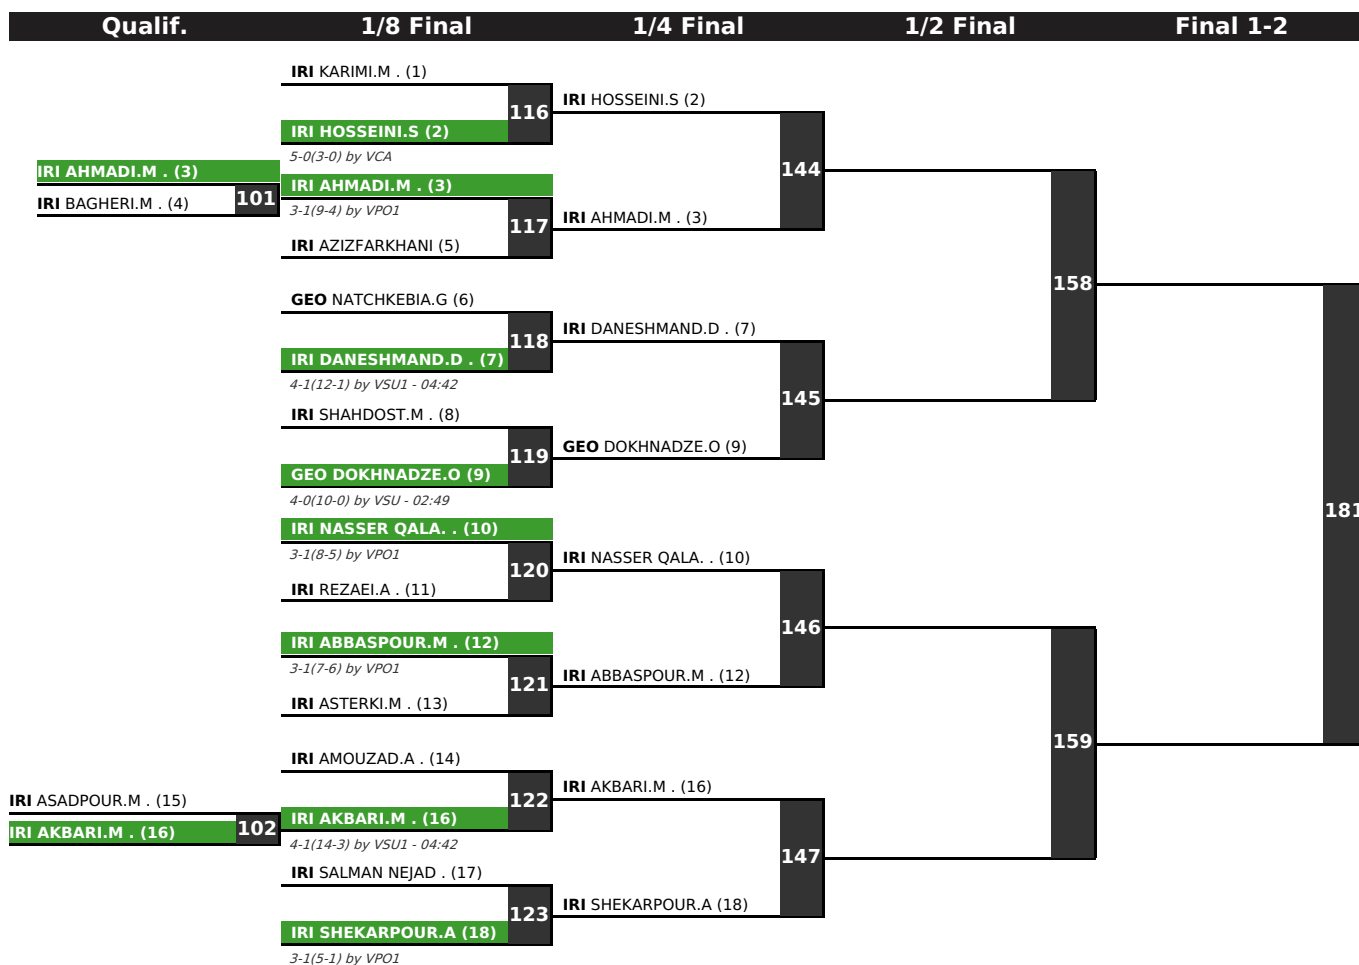 Qualif. 1/8 Final 1/4 Final 1/2 Final Final 1-2
IRI KARIMI.M . (1)
116
IRI HOSSEINI.S (2)
IRI HOSSEINI.S (2)
5-0(3-0) by VCA
144
IRI AHMADI.M . (3)
101
IRI BAGHERI.M . (4)
IRI AHMADI.M . (3)
3-1(9-4) by VPO1
117
IRI AHMADI.M . (3)
IRI AZIZFARKHANI (5)
158
GEO NATCHKEBIA.G (6)
118
IRI DANESHMAND.D . (7)
IRI DANESHMAND.D . (7)
4-1(12-1) by VSU1 - 04:42
145
IRI SHAHDOST.M . (8)
119
GEO DOKHNADZE.O (9)
GEO DOKHNADZE.O (9)
4-0(10-0) by VSU - 02:49
181
IRI NASSER QALA. . (10)
3-1(8-5) by VPO1
120
IRI NASSER QALA. . (10)
IRI REZAEI.A . (11)
146
IRI ABBASPOUR.M . (12)
3-1(7-6) by VPO1
121
IRI ABBASPOUR.M . (12)
IRI ASTERKI.M . (13)
159
IRI AMOUZAD.A . (14)
122
IRI AKBARI.M . (16)
IRI ASADPOUR.M . (15)
102
IRI AKBARI.M . (16)
IRI AKBARI.M . (16)
4-1(14-3) by VSU1 - 04:42
147
IRI SALMAN NEJAD . (17)
123
IRI SHEKARPOUR.A (18)
IRI SHEKARPOUR.A (18)
3-1(5-1) by VPO1